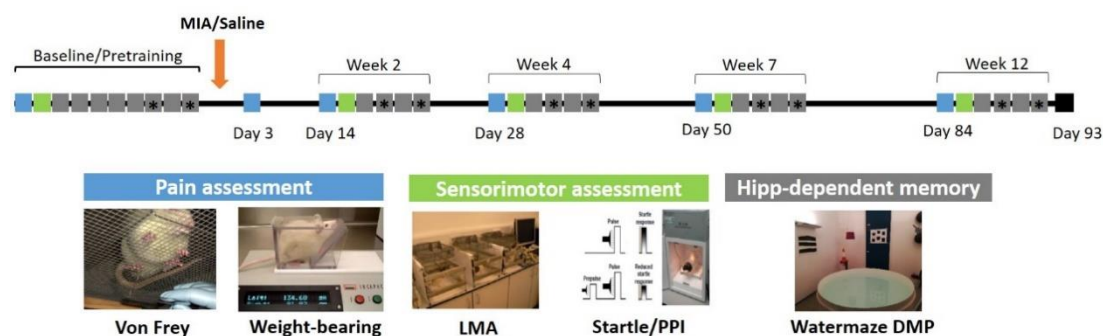 MIA/Saline
Baseline/Pretraining
Week 2
Week 4
Week 7
Week 12
* * * * * * * * * *
Day 3
Day 14
Day 28
Day 50
Day 84
Day 93
Pain assessment
Sensorimotor assessment
Hipp-dependent memory
Pulse
Startle
response
Prepulse
Pulse
Reduced
startle
response
Von Frey
Weight-bearing
LMA
Startle/PPI
Watermaze DMP